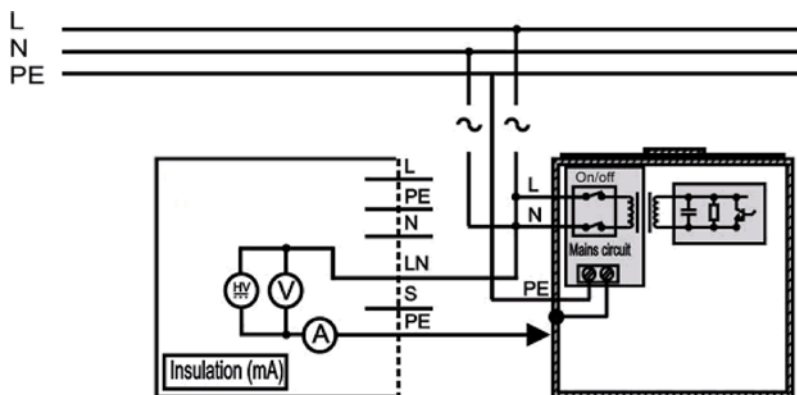 L
N
PE
L
PE
N
LN
S
PE
HV
V
A
Insulation (mA)
L
N
PE
On/off
Mains circuit